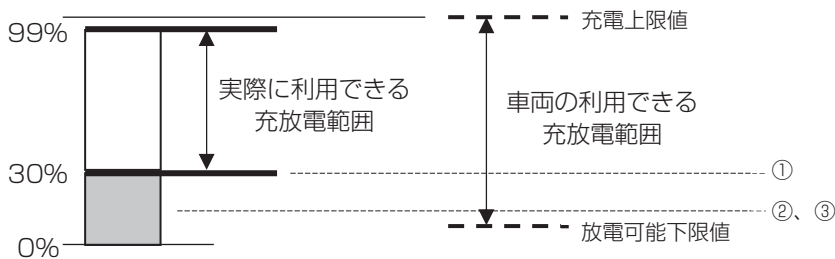 99%
充電上限値
実際に利用できる
充放電範囲
車両の利用できる
充放電範囲
30%
①
②、③
放電可能下限値
0%